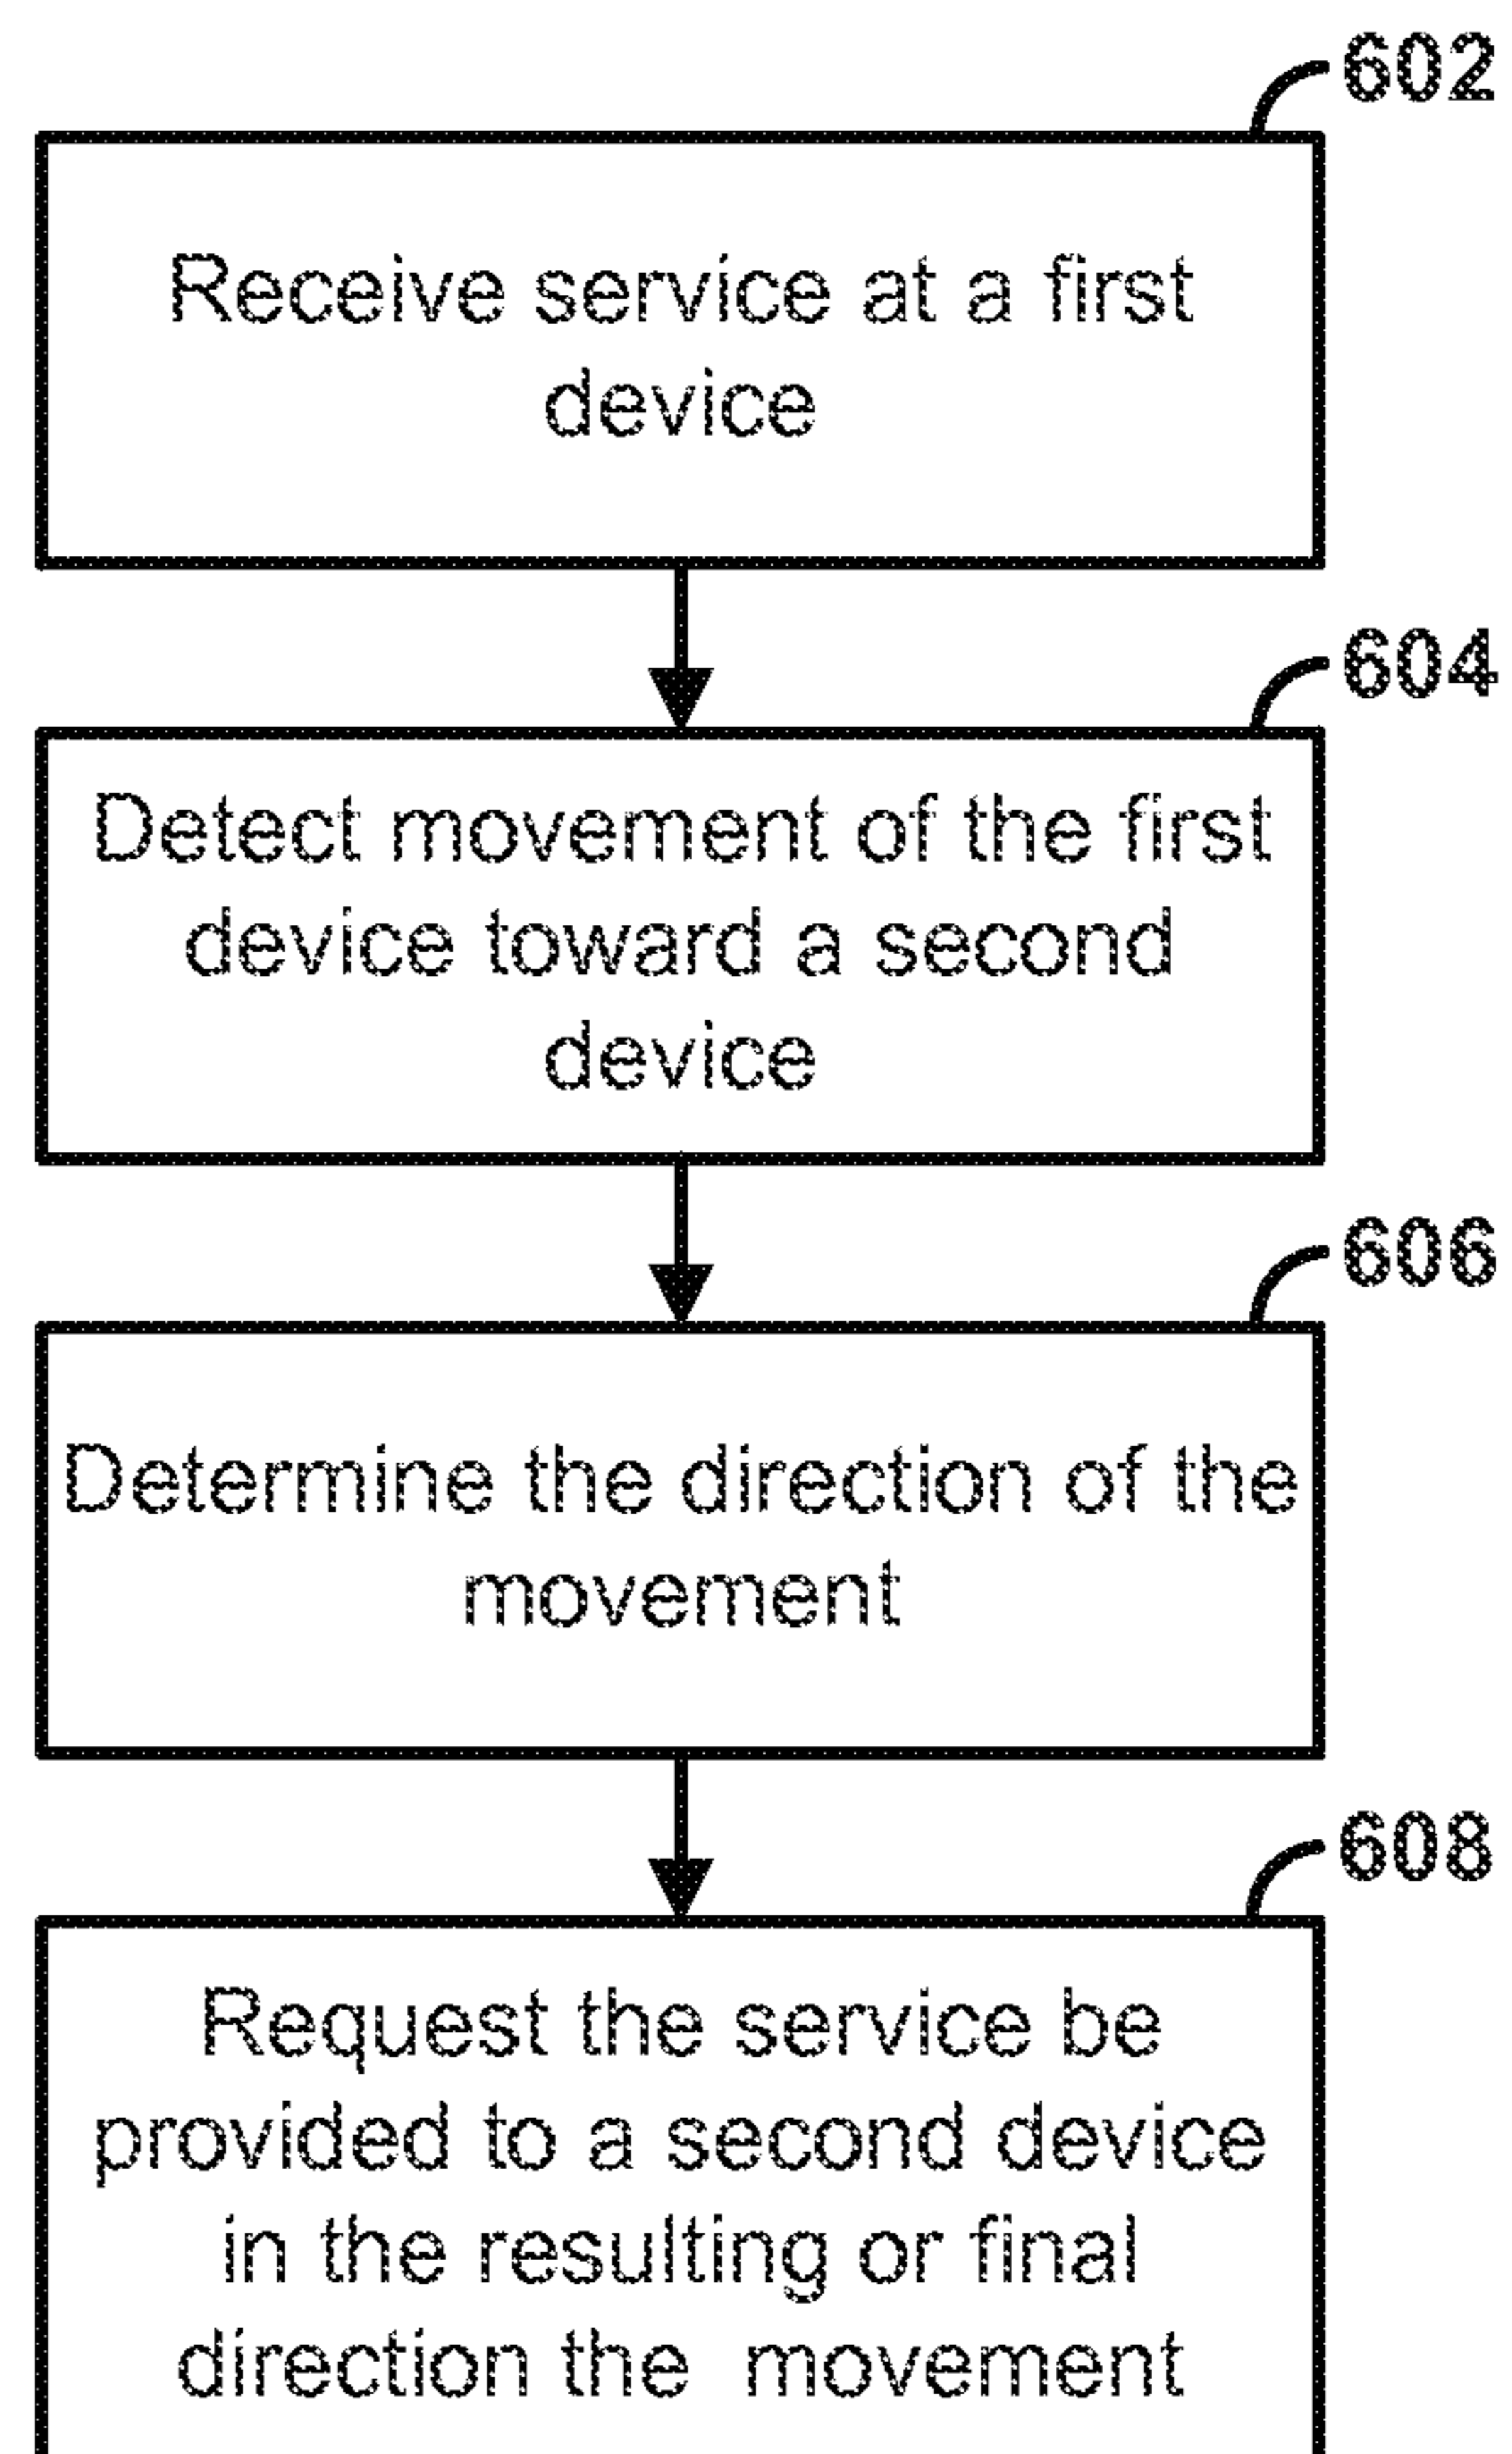 602
Receive service at a first
device
604
Detect movement of the first
device toward a second
device
606
Determine the direction of the
movement
608
Request the service be
provided to a second device
in the resulting or final
direction the  movement